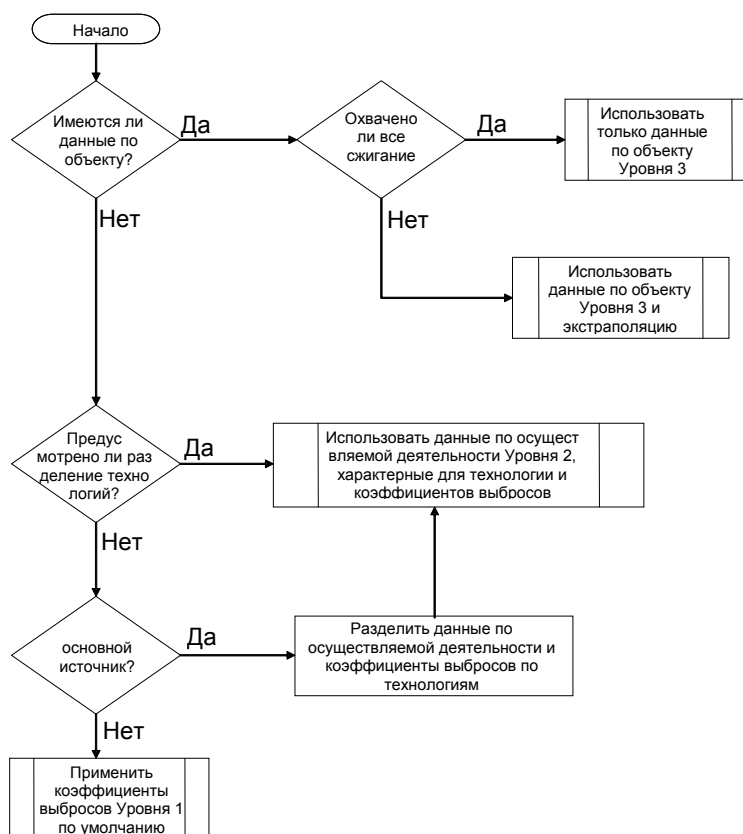 Начало
Имеются ли
данные по
объекту?
Да
Охвачено
ли все
сжигание
Да
Использовать
только данные
по объекту
Уровня 3
Нет
Нет
Использовать
данные по объекту
Уровня 3 и
экстраполяцию
Предус
мотрено ли раз
деление техно
логий?
Да
Использовать данные по осущест
вляемой деятельности Уровня 2,
характерные для технологии и
коэффициентов выбросов
Нет
основной
источник?
Да
Разделить данные по
осуществляемой деятельности и
коэффициенты выбросов по
технологиям
Нет
Применить
коэффициенты
выбросов Уровня 1
по умолчанию